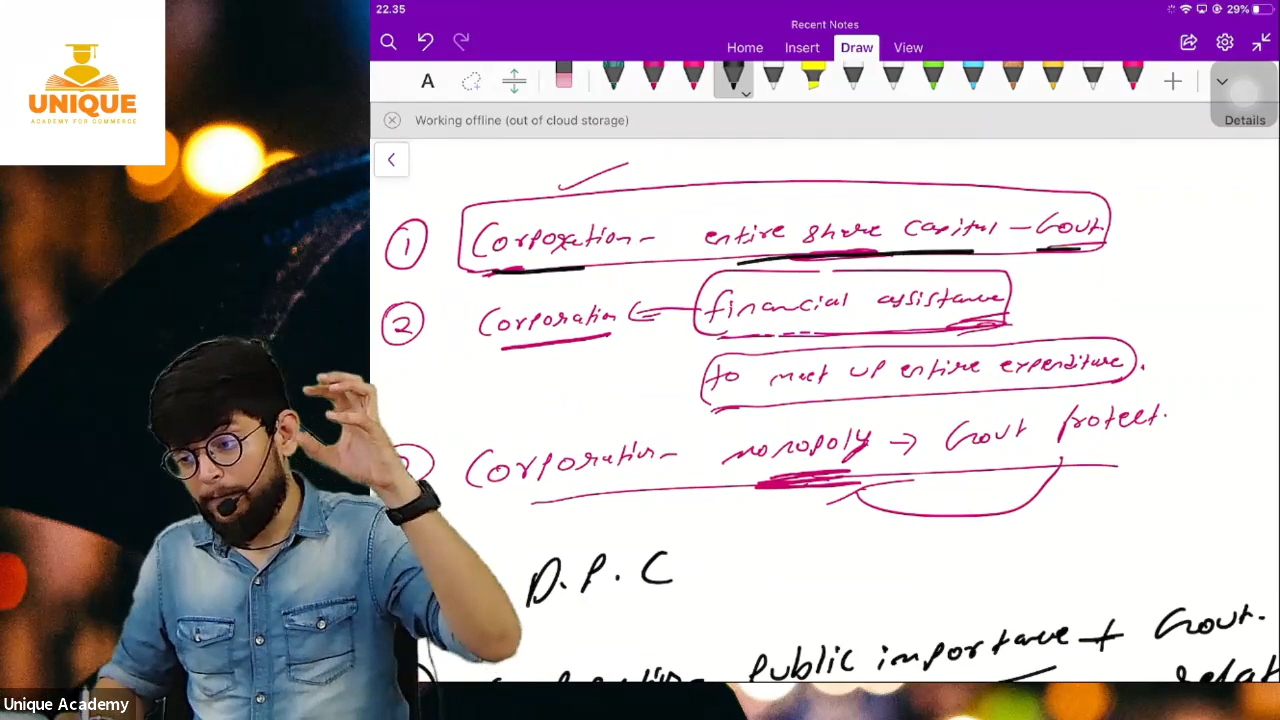 22.35
29%
Recent Notes
Home Insert Draw View
UNIQUE
ACADEMY FOR COMMERCE
A
Working offline (out of cloud storage)
Details
① Corporation - entire share capital - Govt
② Corporation financial assistance
to meet up entire expenditure.
Corporation - monopoly → Govt protect.
D.P.C
public importance + Govt.
Unique Academy